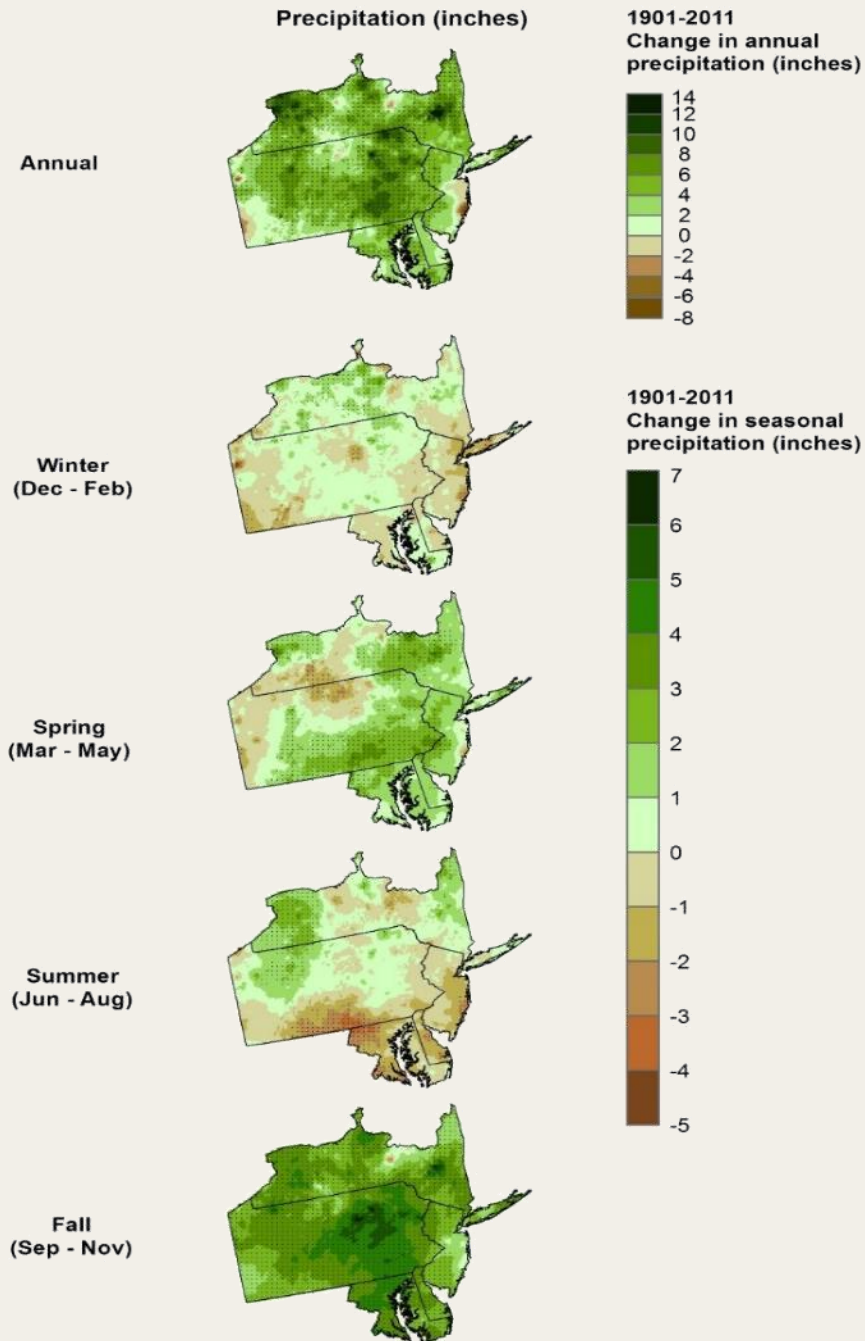 Precipitation (inches)
1901-2011
Change in annual
precipitation (inches)
14
12
10
8
6
4
2
0
-2
-4
-6
-8
Annual
1901-2011
Change in seasonal
precipitation (inches)
7
6
5
4
3
2
1
0
-1
-2
-3
-4
-5
Winter
(Dec - Feb)
Spring
(Mar - May)
Summer
(Jun - Aug)
Fall
(Sep - Nov)